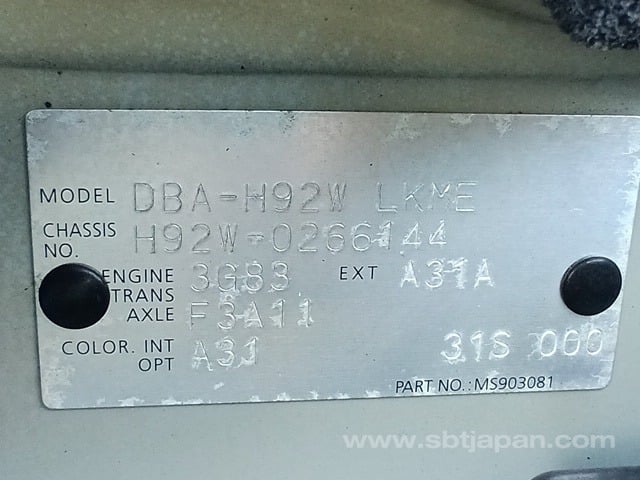 MODEL DBA-H92W LKME
CHASSIS NO. H92W-0266144
ENGINE 3G83 EXT A31A
TRANS AXLE F3A11
COLOR. INT A31 31S 000
OPT
PART NO.:MS903081
www.sbtjapan.com